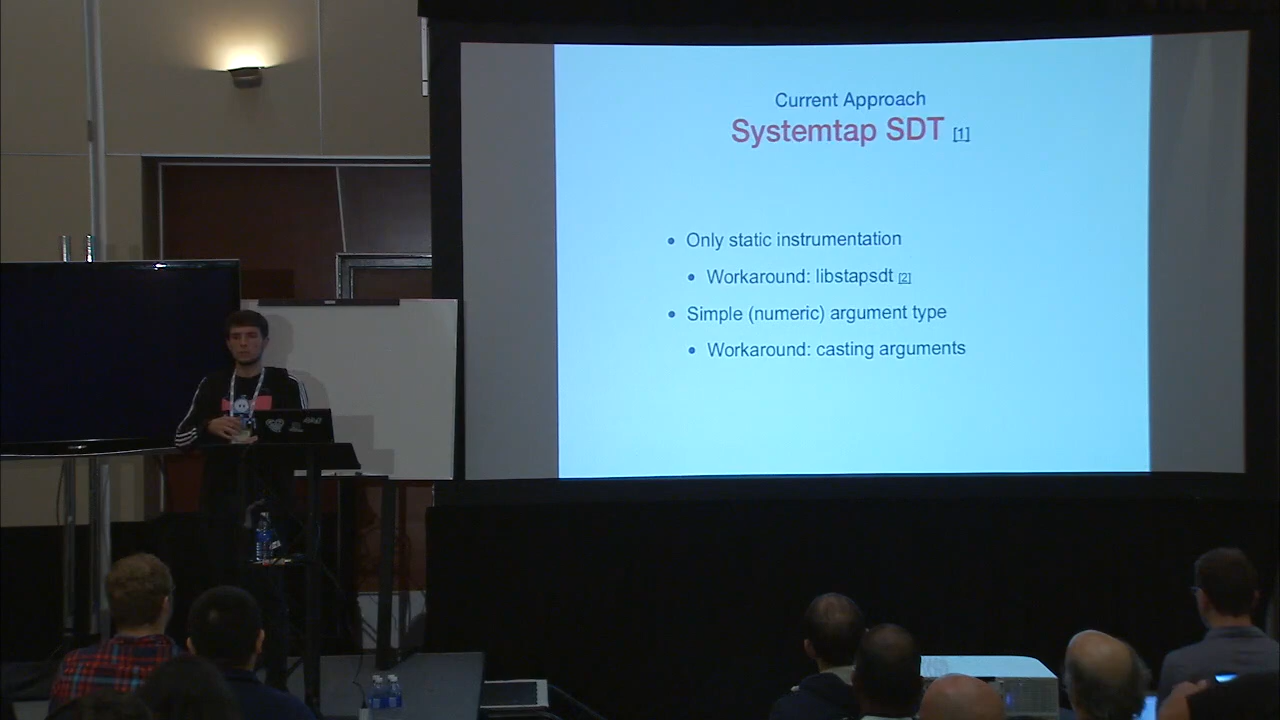 Current Approach
Systemtap SDT [1]
• Only static instrumentation
• Workaround: libstapsdt [2]
• Simple (numeric) argument type
• Workaround: casting arguments